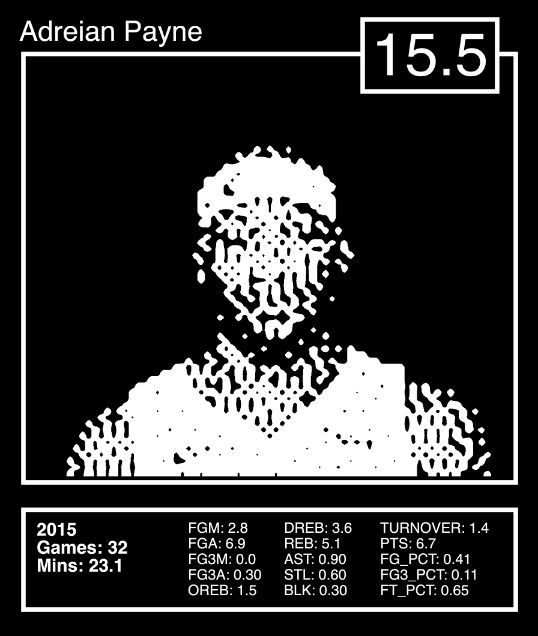 Adreian Payne
15.5
2015
Games: 32
Mins: 23.1
FGM: 2.8
FGA: 6.9
FG3M: 0.0
FG3A: 0.30
OREB: 1.5
DREB: 3.6
REB: 5.1
AST: 0.90
STL: 0.60
BLK: 0.30
TURNOVER: 1.4
PTS: 6.7
FG_PCT: 0.41
FG3_PCT: 0.11
FT_PCT: 0.65